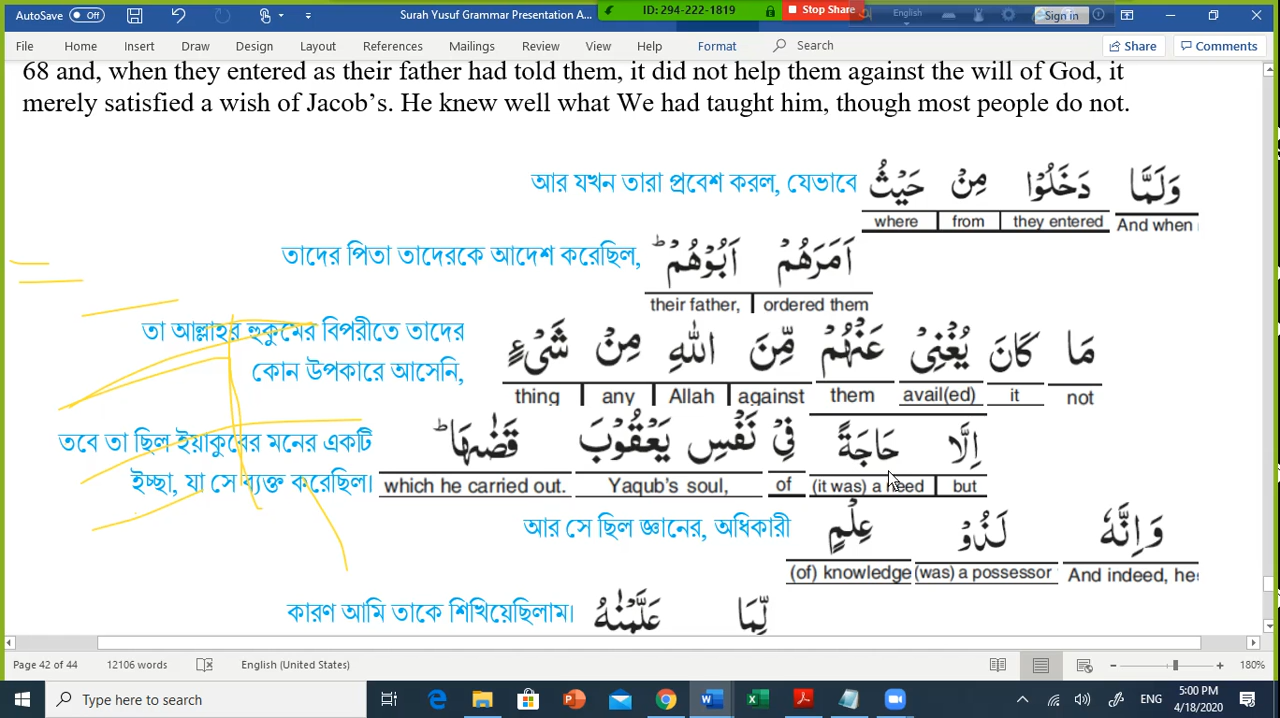 AutoSave Off Surah Yusuf Grammar Presentation A... ID: 294-222-1819 Stop Share English Sign in
File Home Insert Draw Design Layout References Mailings Review View Help Format Search Share Comments
68 and, when they entered as their father had told them, it did not help them against the will of God, it
merely satisfied a wish of Jacob’s. He knew well what We had taught him, though most people do not.
আর যখন তারা প্রবেশ করল, যেভাবে
وَلَمَّا دَخَلُوْا مِنْ حَيْثُ
where from they entered And when
তাদের পিতা তাদেরকে আদেশ করেছিল,
اَمَرَهُمْ اَبُوْهُمْ ؕ
their father, ordered them
তা আল্লাহর হুকুমের বিপরীতে তাদের
কোন উপকারে আসেনি,
مَا كَانَ يُغْنِيْ عَنْهُمْ مِّنَ اللّٰهِ مِنْ شَيْءٍ
thing any Allah against them avail(ed) it not
তবে তা ছিল ইয়াকুবের মনের একটি
ইচ্ছা, যা সে ব্যক্ত করেছিল।
اِلَّا حَاجَةً فِيْ نَفْسِ يَعْقُوْبَ قَضٰىهَا ؕ
which he carried out. Yaqub's soul, of (it was) a need but
আর সে ছিল জ্ঞানের, অধিকারী
وَاِنَّهٗ لَذُوْ عِلْمٍ
(of) knowledge (was) a possessor And indeed, he
কারণ আমি তাকে শিখিয়েছিলাম।
لِّمَا عَلَّمْنٰهُ
Page 42 of 44 12106 words English (United States) 180%
Type here to search ENG 5:00 PM
4/18/2020